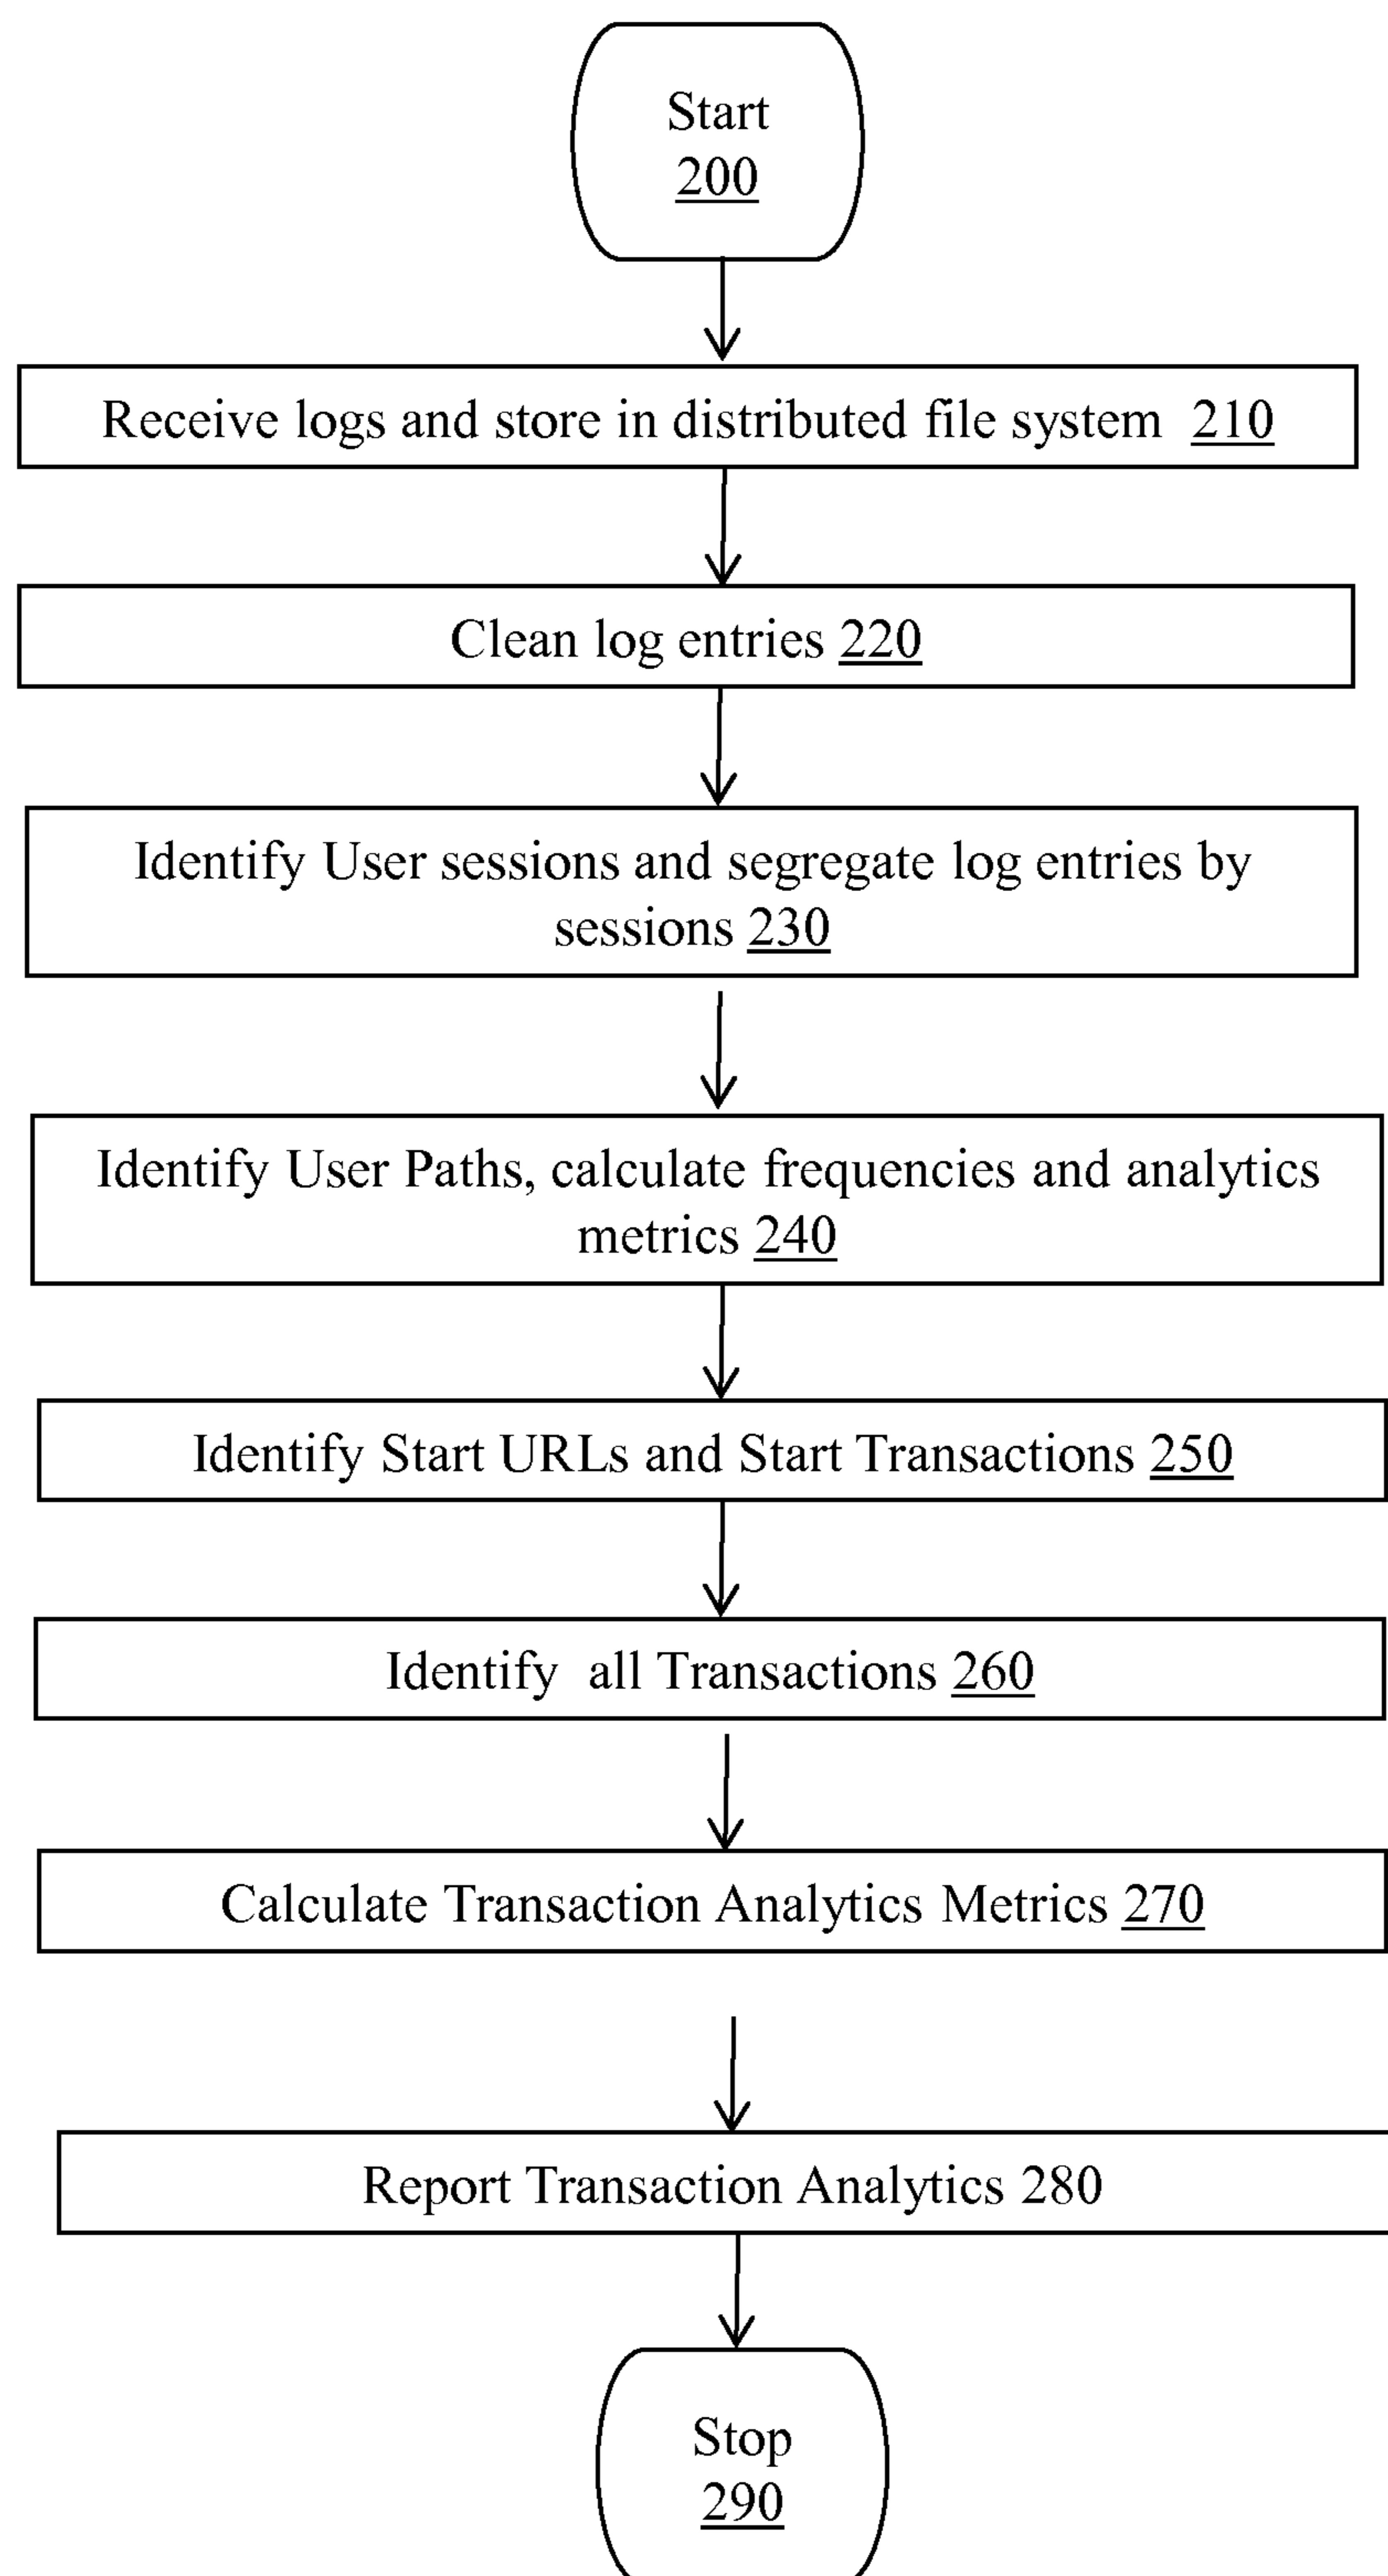 Start
200
Receive logs and store in distributed file system 210
Clean log entries 220
Identify User sessions and segregate log entries by
sessions 230
Identify User Paths, calculate frequencies and analytics
metrics 240
Identify Start URLs and Start Transactions 250
Identify all Transactions 260
Calculate Transaction Analytics Metrics 270
Report Transaction Analytics 280
Stop
290